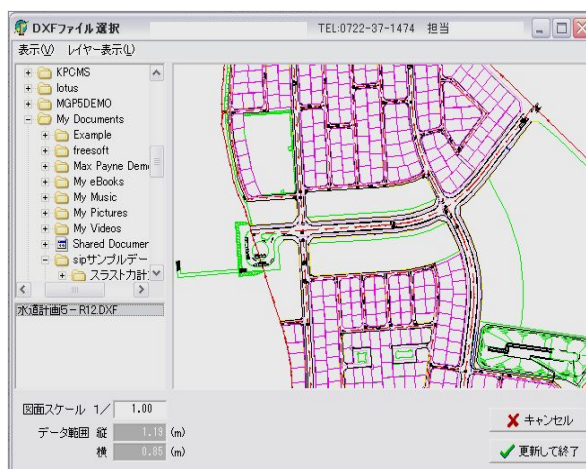 DXFファイル選択 TEL:0722-37-1474 担当
表示(V) レイヤー表示(L)
KPCMS
lotus
MGP5DEMO
My Documents
Example
freesoft
Max Payne Dem
My eBooks
My Music
My Pictures
My Videos
Shared Documer
sipサンプルデー
スラスト力計
水道計画5-R12.DXF
図面スケール 1/ 1.00
データ範囲 縦 1.19 (m)
横 0.85 (m)
キャンセル
更新して終了